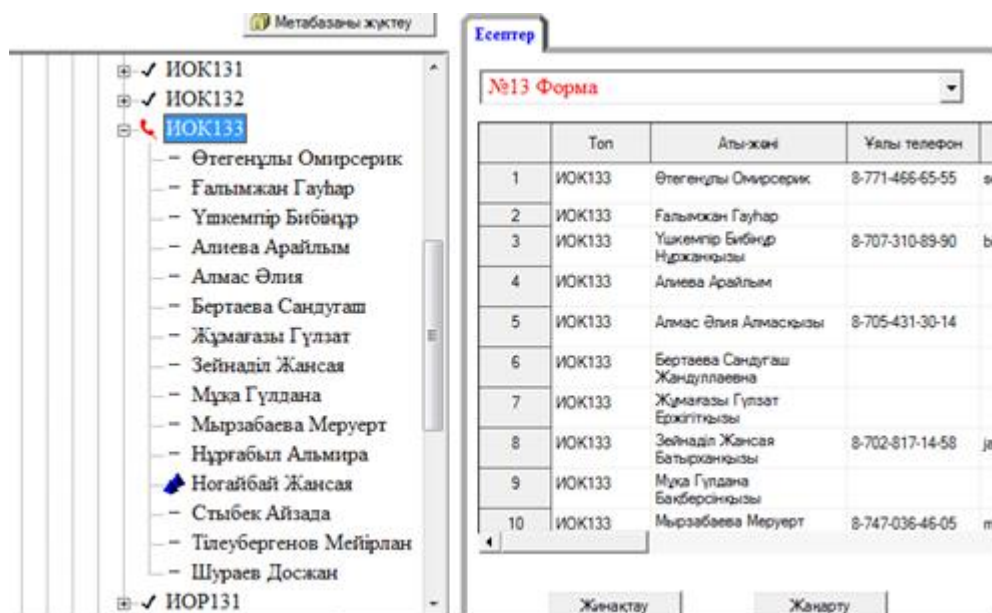 Метабазаны жүктеу
ИОК131
ИОК132
ИОК133
Өтегенұлы Омирсерик
Ғалымжан Гауһар
Үшкемпір Бибінұр
Алиева Арайлым
Алмас Әлия
Бертаева Сандугаш
Жұмағазы Гүлзат
Зейнаділ Жансая
Мұқа Гүлдана
Мырзабаева Меруерт
Нұрғабыл Альмира
Ногайбай Жансая
Стыбек Айзада
Тілеубергенов Мейірлан
Шураев Досжан
ИОР131
Есептер
№13 Форма
Топ Аты-жөні Ұялы телефон
1 ИОК133 Өтегенұлы Омирсерик 8-771-466-65-55
2 ИОК133 Ғалымжан Гауһар
3 ИОК133 Үшкемпір Бибінұр Нұржанқызы 8-707-310-89-90
4 ИОК133 Алиева Арайлым
5 ИОК133 Алмас Әлия Алмасқызы 8-705-431-30-14
6 ИОК133 Бертаева Сандугаш Жандуллаевна
7 ИОК133 Жұмағазы Гүлзат Ержігітқызы
8 ИОК133 Зейнаділ Жансая Батырханқызы 8-702-817-14-58
9 ИОК133 Мұқа Гүлдана Бакберсінқызы
10 ИОК133 Мырзабаева Меруерт 8-747-036-46-05
Жинақтау Жаңарту